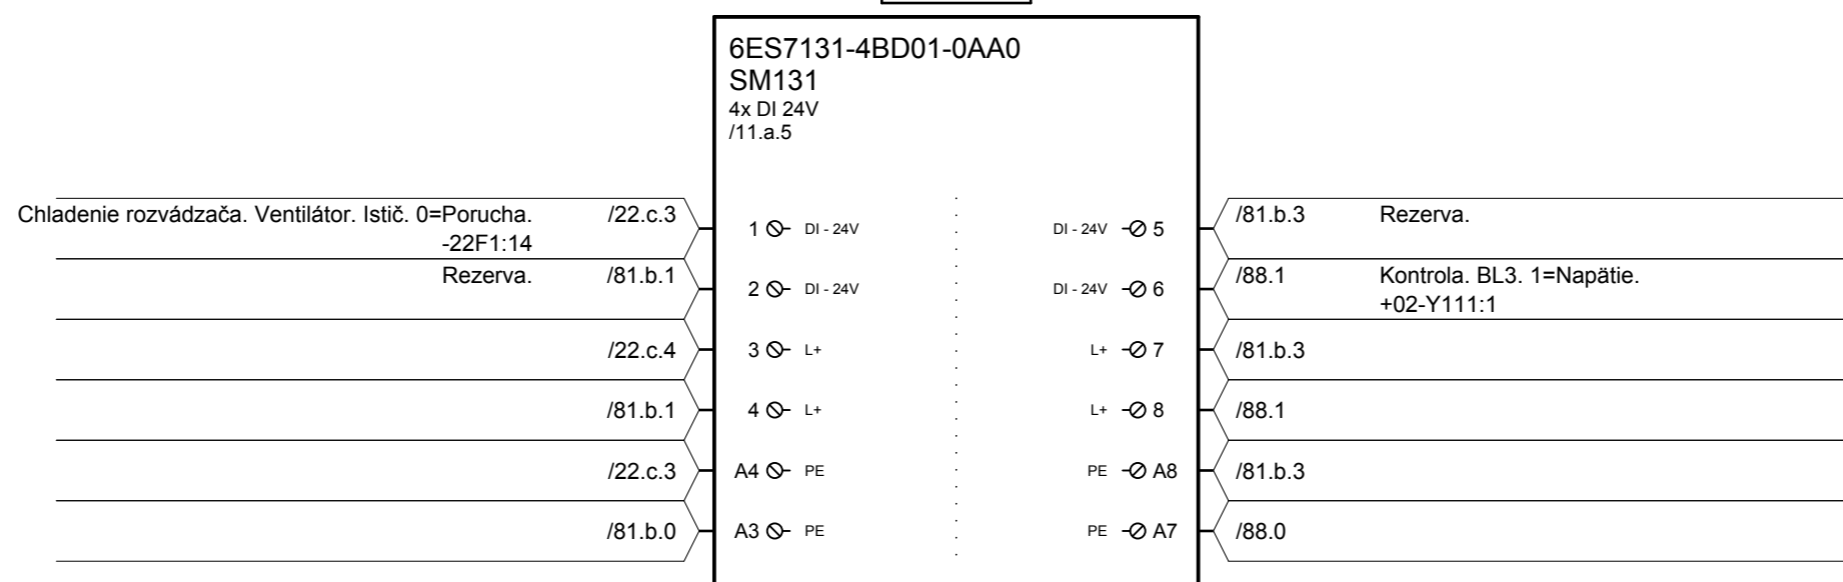 6ES7131-4BD01-0AA0
SM131
4x DI 24V
/11.a.5
Chladenie rozvádzača. Ventilátor. Istič. 0=Porucha. /22.c.3 1 DI - 24V DI - 24V 5 /81.b.3 Rezerva.
-22F1:14
Rezerva. /81.b.1 2 DI - 24V DI - 24V 6 /88.1 Kontrola. BL3. 1=Napätie.
+02-Y111:1
/22.c.4 3 L+ L+ 7 /81.b.3
/81.b.1 4 L+ L+ 8 /88.1
/22.c.3 A4 PE PE A8 /81.b.3
/81.b.0 A3 PE PE A7 /88.0